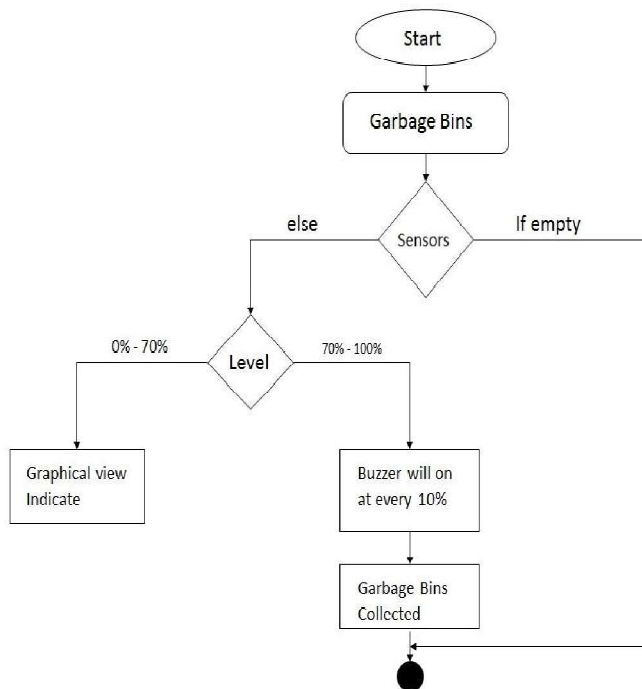 Start
Garbage Bins
Sensors
else
If empty
Level
0% - 70%
70% - 100%
Graphical view
Indicate
Buzzer will on
at every 10%
Garbage Bins
Collected